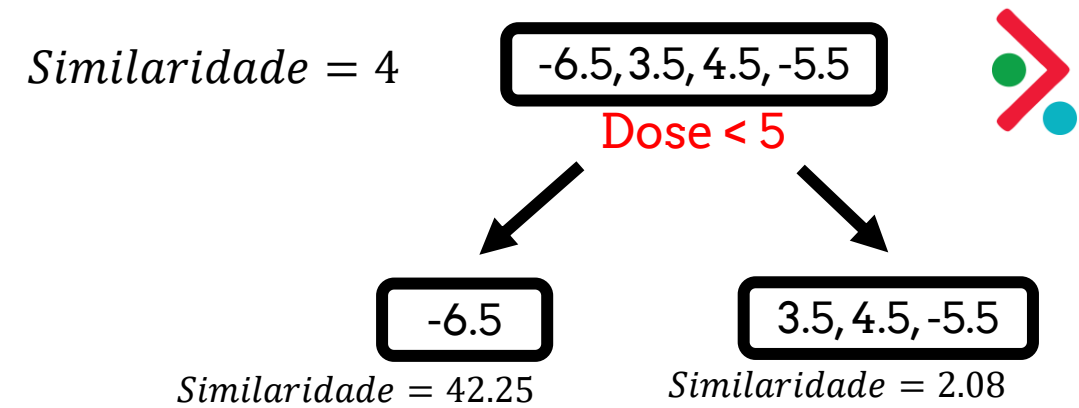 Similaridade = 4
-6.5, 3.5, 4.5, -5.5
Dose < 5
-6.5
3.5, 4.5, -5.5
Similaridade = 42.25
Similaridade = 2.08